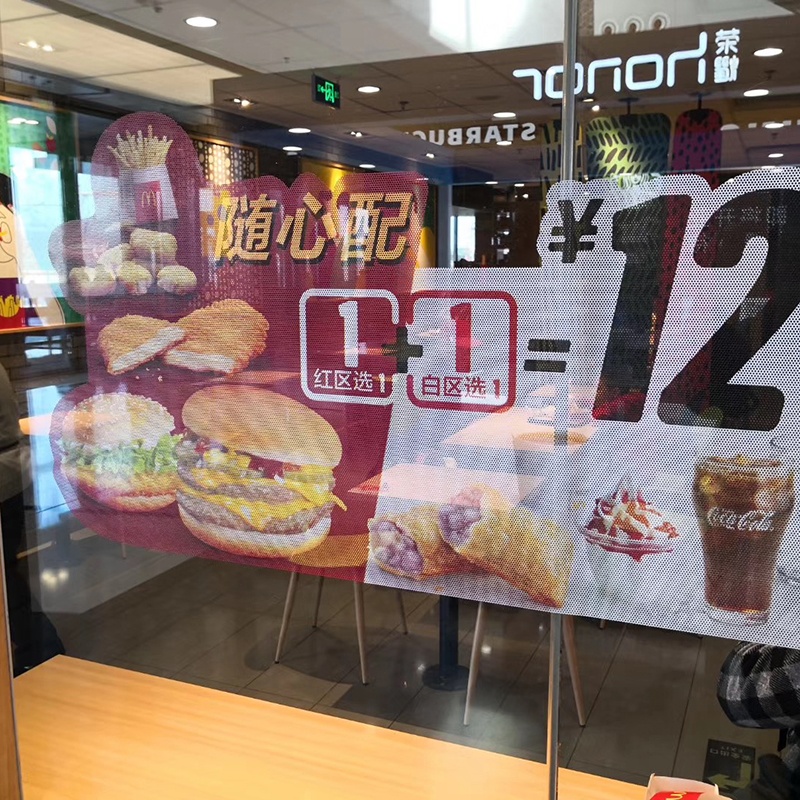 荣耀
honor
STARBUC
随心配
¥12
1+1=
红区选1
白区选1
Coca-Cola